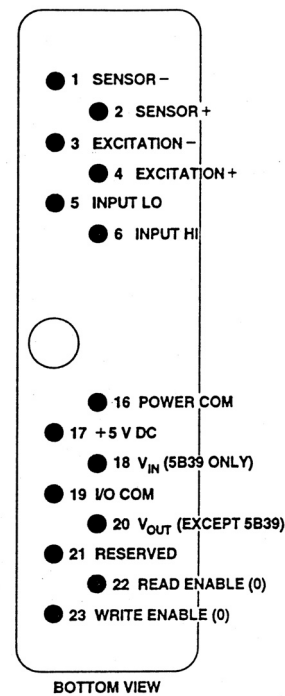 1 SENSOR−
2 SENSOR+
3 EXCITATION−
4 EXCITATION+
5 INPUT LO
6 INPUT HI
16 POWER COM
17 +5 V DC
18 VIN (5B39 ONLY)
19 I/O COM
20 VOUT (EXCEPT 5B39)
21 RESERVED
22 READ ENABLE (0)
23 WRITE ENABLE (0)
BOTTOM VIEW